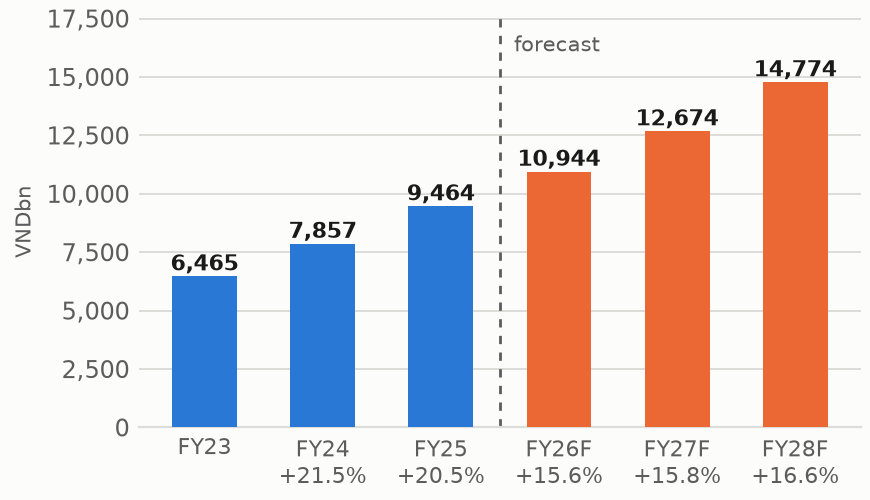 17,500
15,000
12,500
10,000
7,500
5,000
2,500
0
VNDbn
forecast
6,465
7,857
9,464
10,944
12,674
14,774
FY23
FY24
+21.5%
FY25
+20.5%
FY26F
+15.6%
FY27F
+15.8%
FY28F
+16.6%